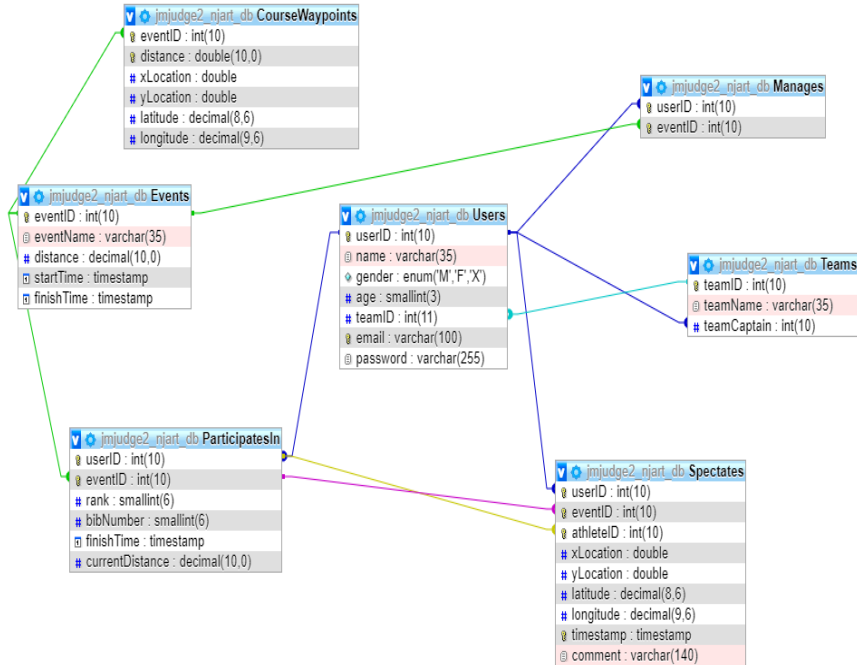 jmjudge2_njart_db CourseWaypoints
eventID : int(10)
distance : double(10,0)
xLocation : double
yLocation : double
latitude : decimal(8,6)
longitude : decimal(9,6)
jmjudge2_njart_db Manages
userID : int(10)
eventID : int(10)
jmjudge2_njart_db Events
eventID : int(10)
eventName : varchar(35)
distance : decimal(10,0)
startTime : timestamp
finishTime : timestamp
jmjudge2_njart_db Users
userID : int(10)
name : varchar(35)
gender : enum('M','F','X')
age : smallint(3)
teamID : int(11)
email : varchar(100)
password : varchar(255)
jmjudge2_njart_db Teams
teamID : int(10)
teamName : varchar(35)
teamCaptain : int(10)
jmjudge2_njart_db ParticipatesIn
userID : int(10)
eventID : int(10)
rank : smallint(6)
bibNumber : smallint(6)
finishTime : timestamp
currentDistance : decimal(10,0)
jmjudge2_njart_db Spectates
userID : int(10)
eventID : int(10)
athleteID : int(10)
xLocation : double
yLocation : double
latitude : decimal(8,6)
longitude : decimal(9,6)
timestamp : timestamp
comment : varchar(140)